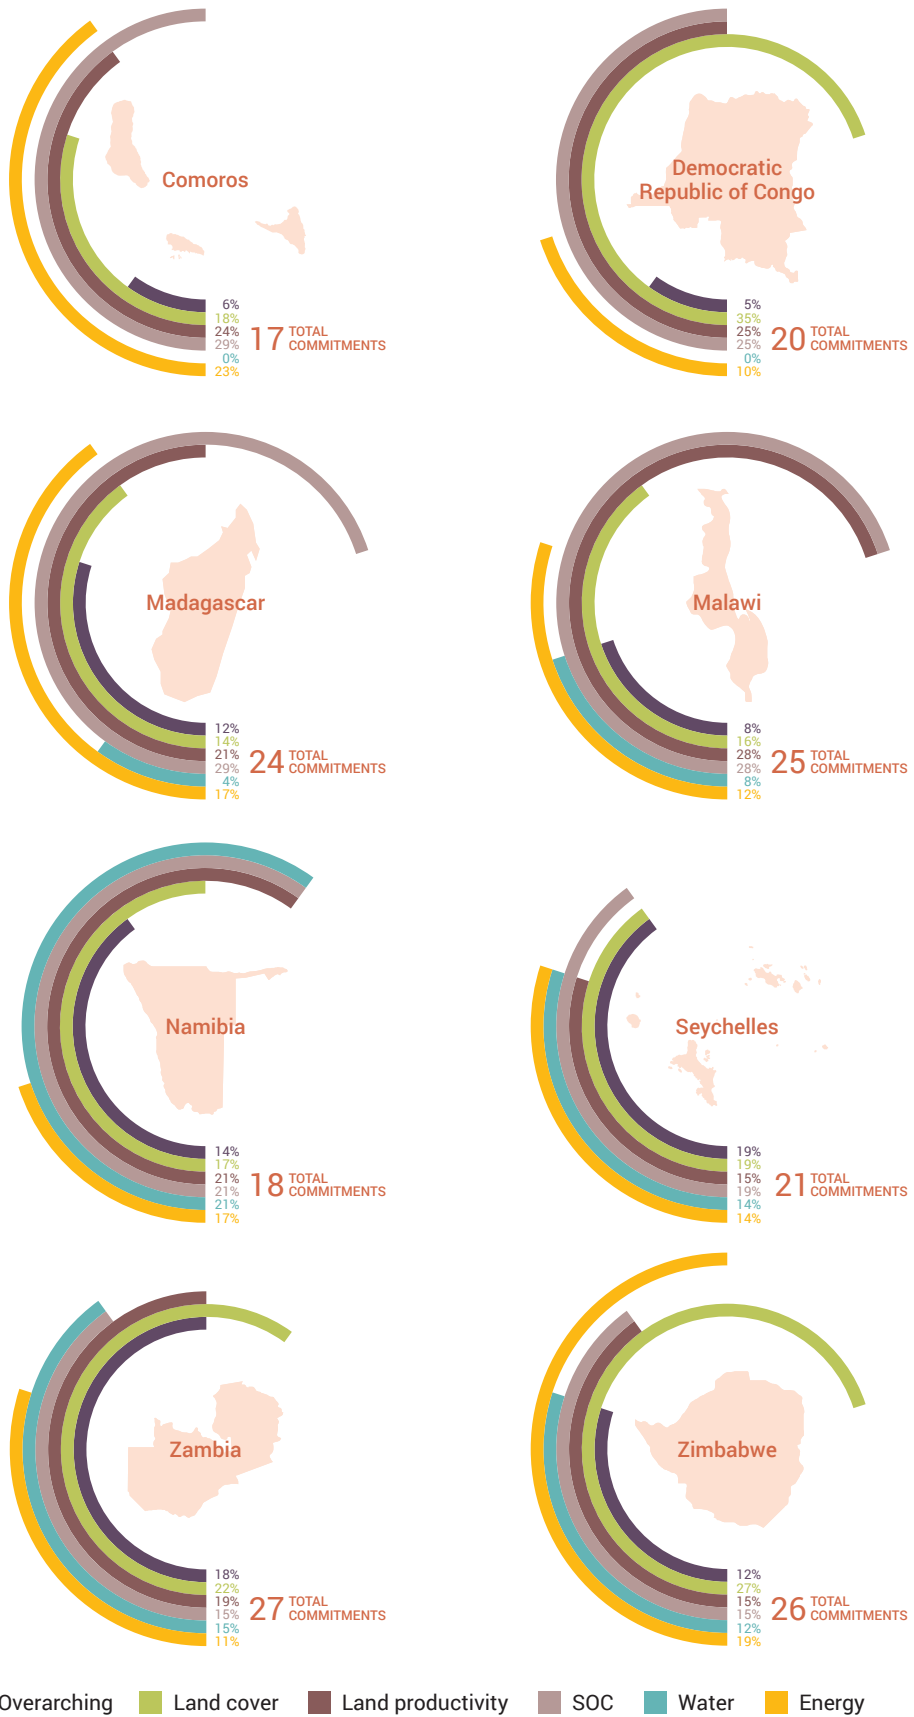 Comoros
6%
18%
24%
29%
0%
23%
17 TOTAL
COMMITMENTS
Democratic
Republic of Congo
5%
35%
25%
25%
0%
10%
20 TOTAL
COMMITMENTS
Madagascar
12%
14%
21%
29%
4%
17%
24 TOTAL
COMMITMENTS
Malawi
8%
16%
28%
28%
8%
12%
25 TOTAL
COMMITMENTS
Namibia
14%
17%
21%
21%
21%
17%
18 TOTAL
COMMITMENTS
Seychelles
19%
19%
15%
19%
14%
14%
21 TOTAL
COMMITMENTS
Zambia
18%
22%
19%
15%
15%
11%
27 TOTAL
COMMITMENTS
Zimbabwe
12%
27%
15%
15%
12%
19%
26 TOTAL
COMMITMENTS
Overarching Land cover Land productivity SOC Water Energy